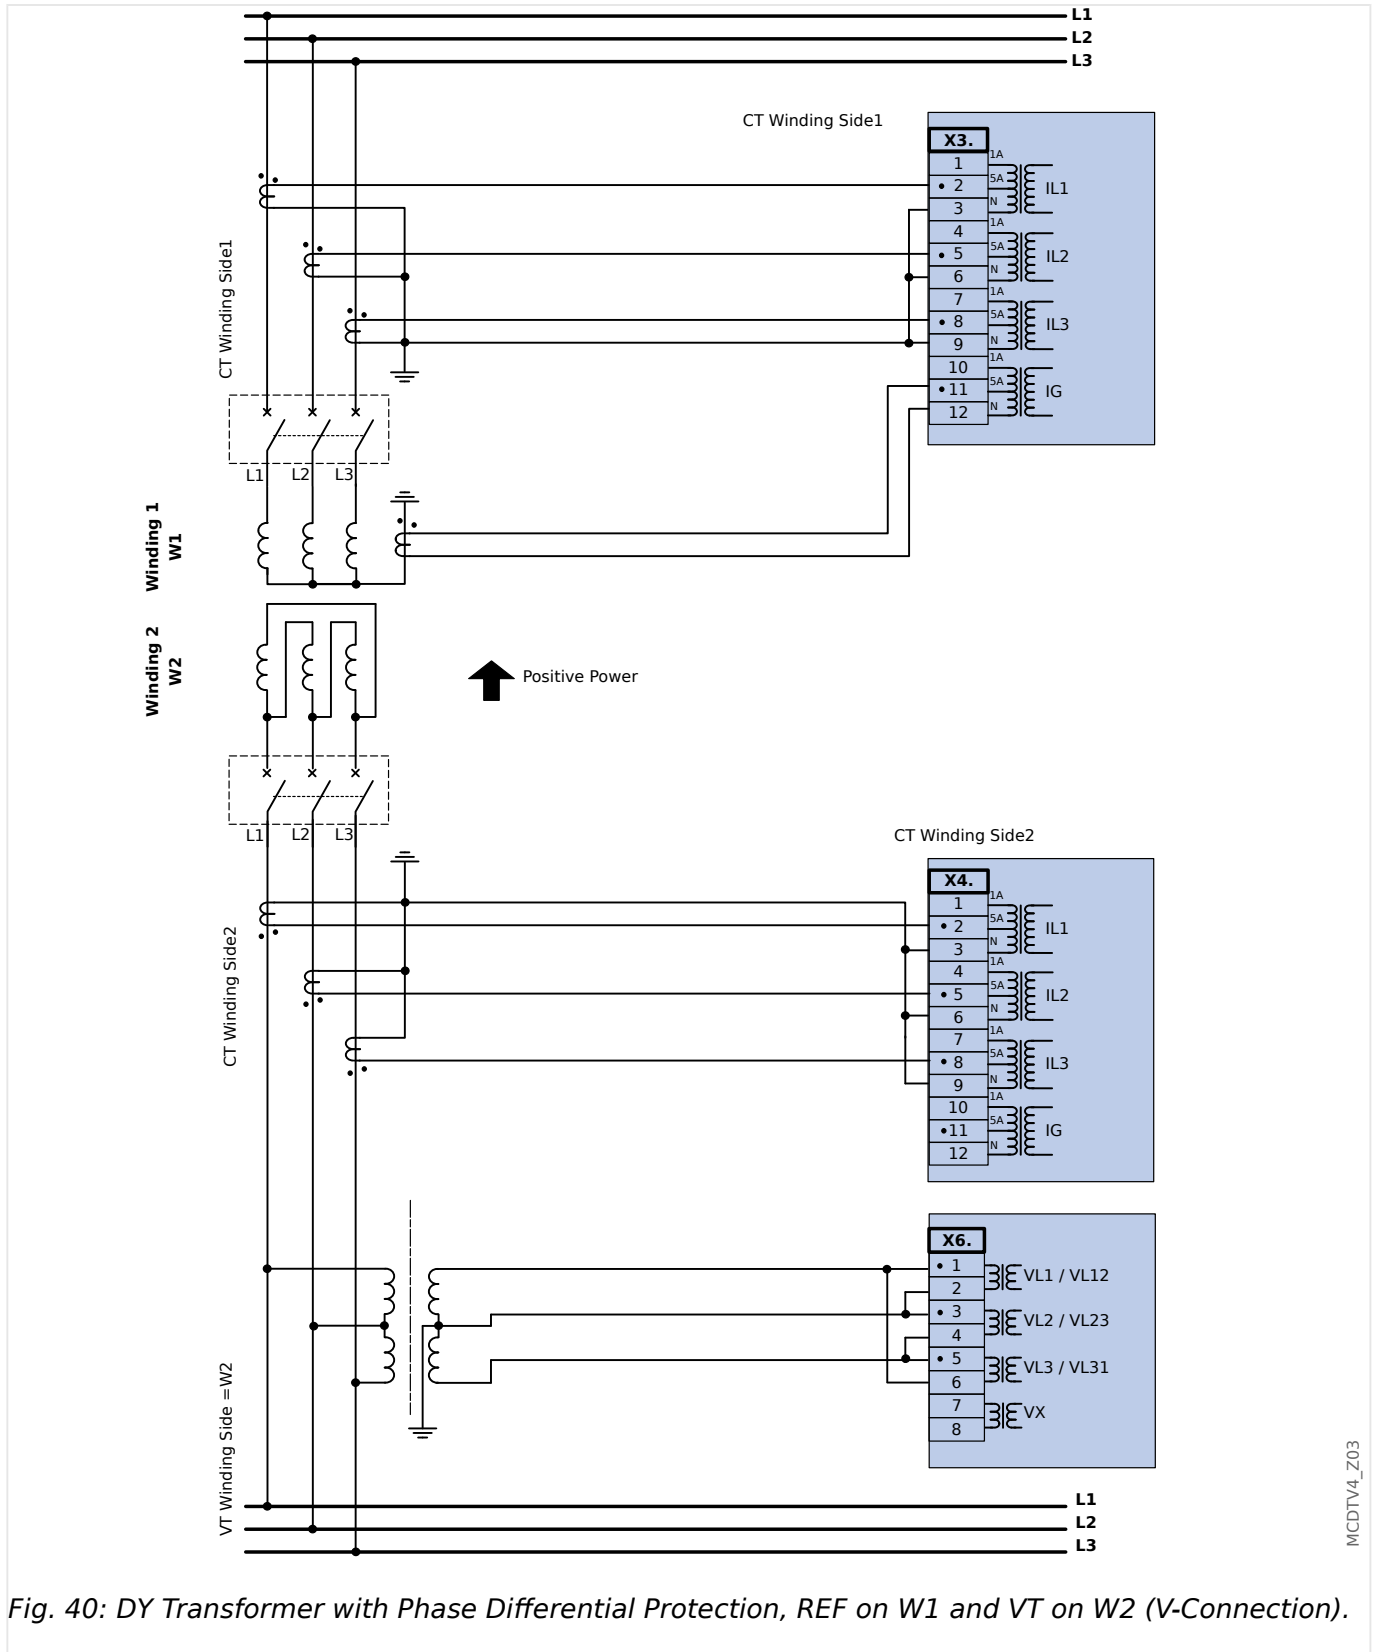 L1
L2
L3
CT Winding Side1
X3.
1
1A
2
5A
IL1
3
N
4
1A
5
5A
IL2
6
N
7
1A
8
5A
IL3
9
N
10
1A
11
5A
IG
12
N
CT Winding Side1
L1
L2
L3
Winding 1
W1
Winding 2
W2
Positive Power
L1
L2
L3
CT Winding Side2
X4.
1
1A
2
5A
IL1
3
N
4
1A
5
5A
IL2
6
N
7
1A
8
5A
IL3
9
N
10
1A
11
5A
IG
12
N
CT Winding Side2
X6.
1
VL1 / VL12
2
3
VL2 / VL23
4
5
VL3 / VL31
6
7
VX
8
VT Winding Side =W2
L1
L2
L3
MCDTV4_Z03
Fig. 40: DY Transformer with Phase Differential Protection, REF on W1 and VT on W2 (V-Connection).